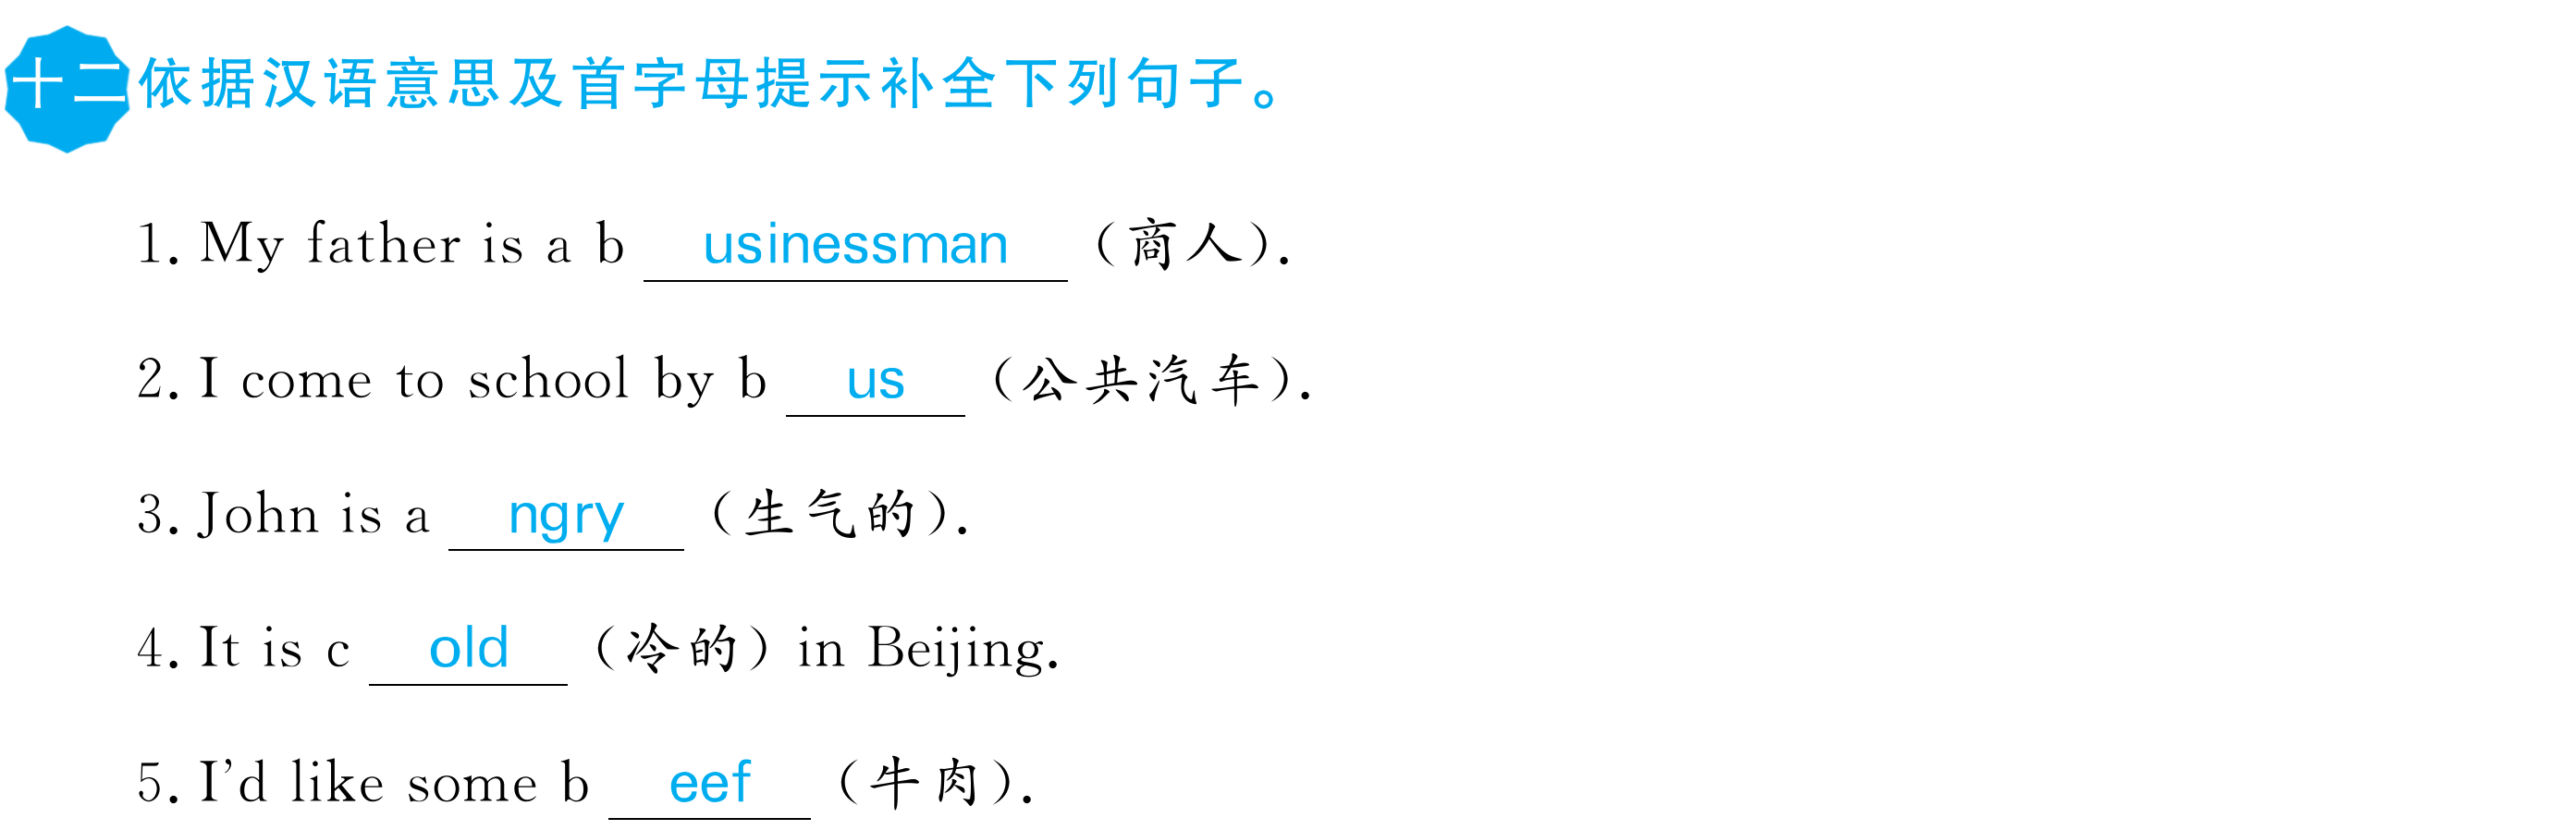 十二 依据汉语意思及首字母提示补全下列句子。
1. My father is a b usinessman （商人）.
2. I come to school by b us （公共汽车）.
3. John is a ngry （生气的）.
4. It is c old （冷的）in Beijing.
5. I'd like some b eef （牛肉）.